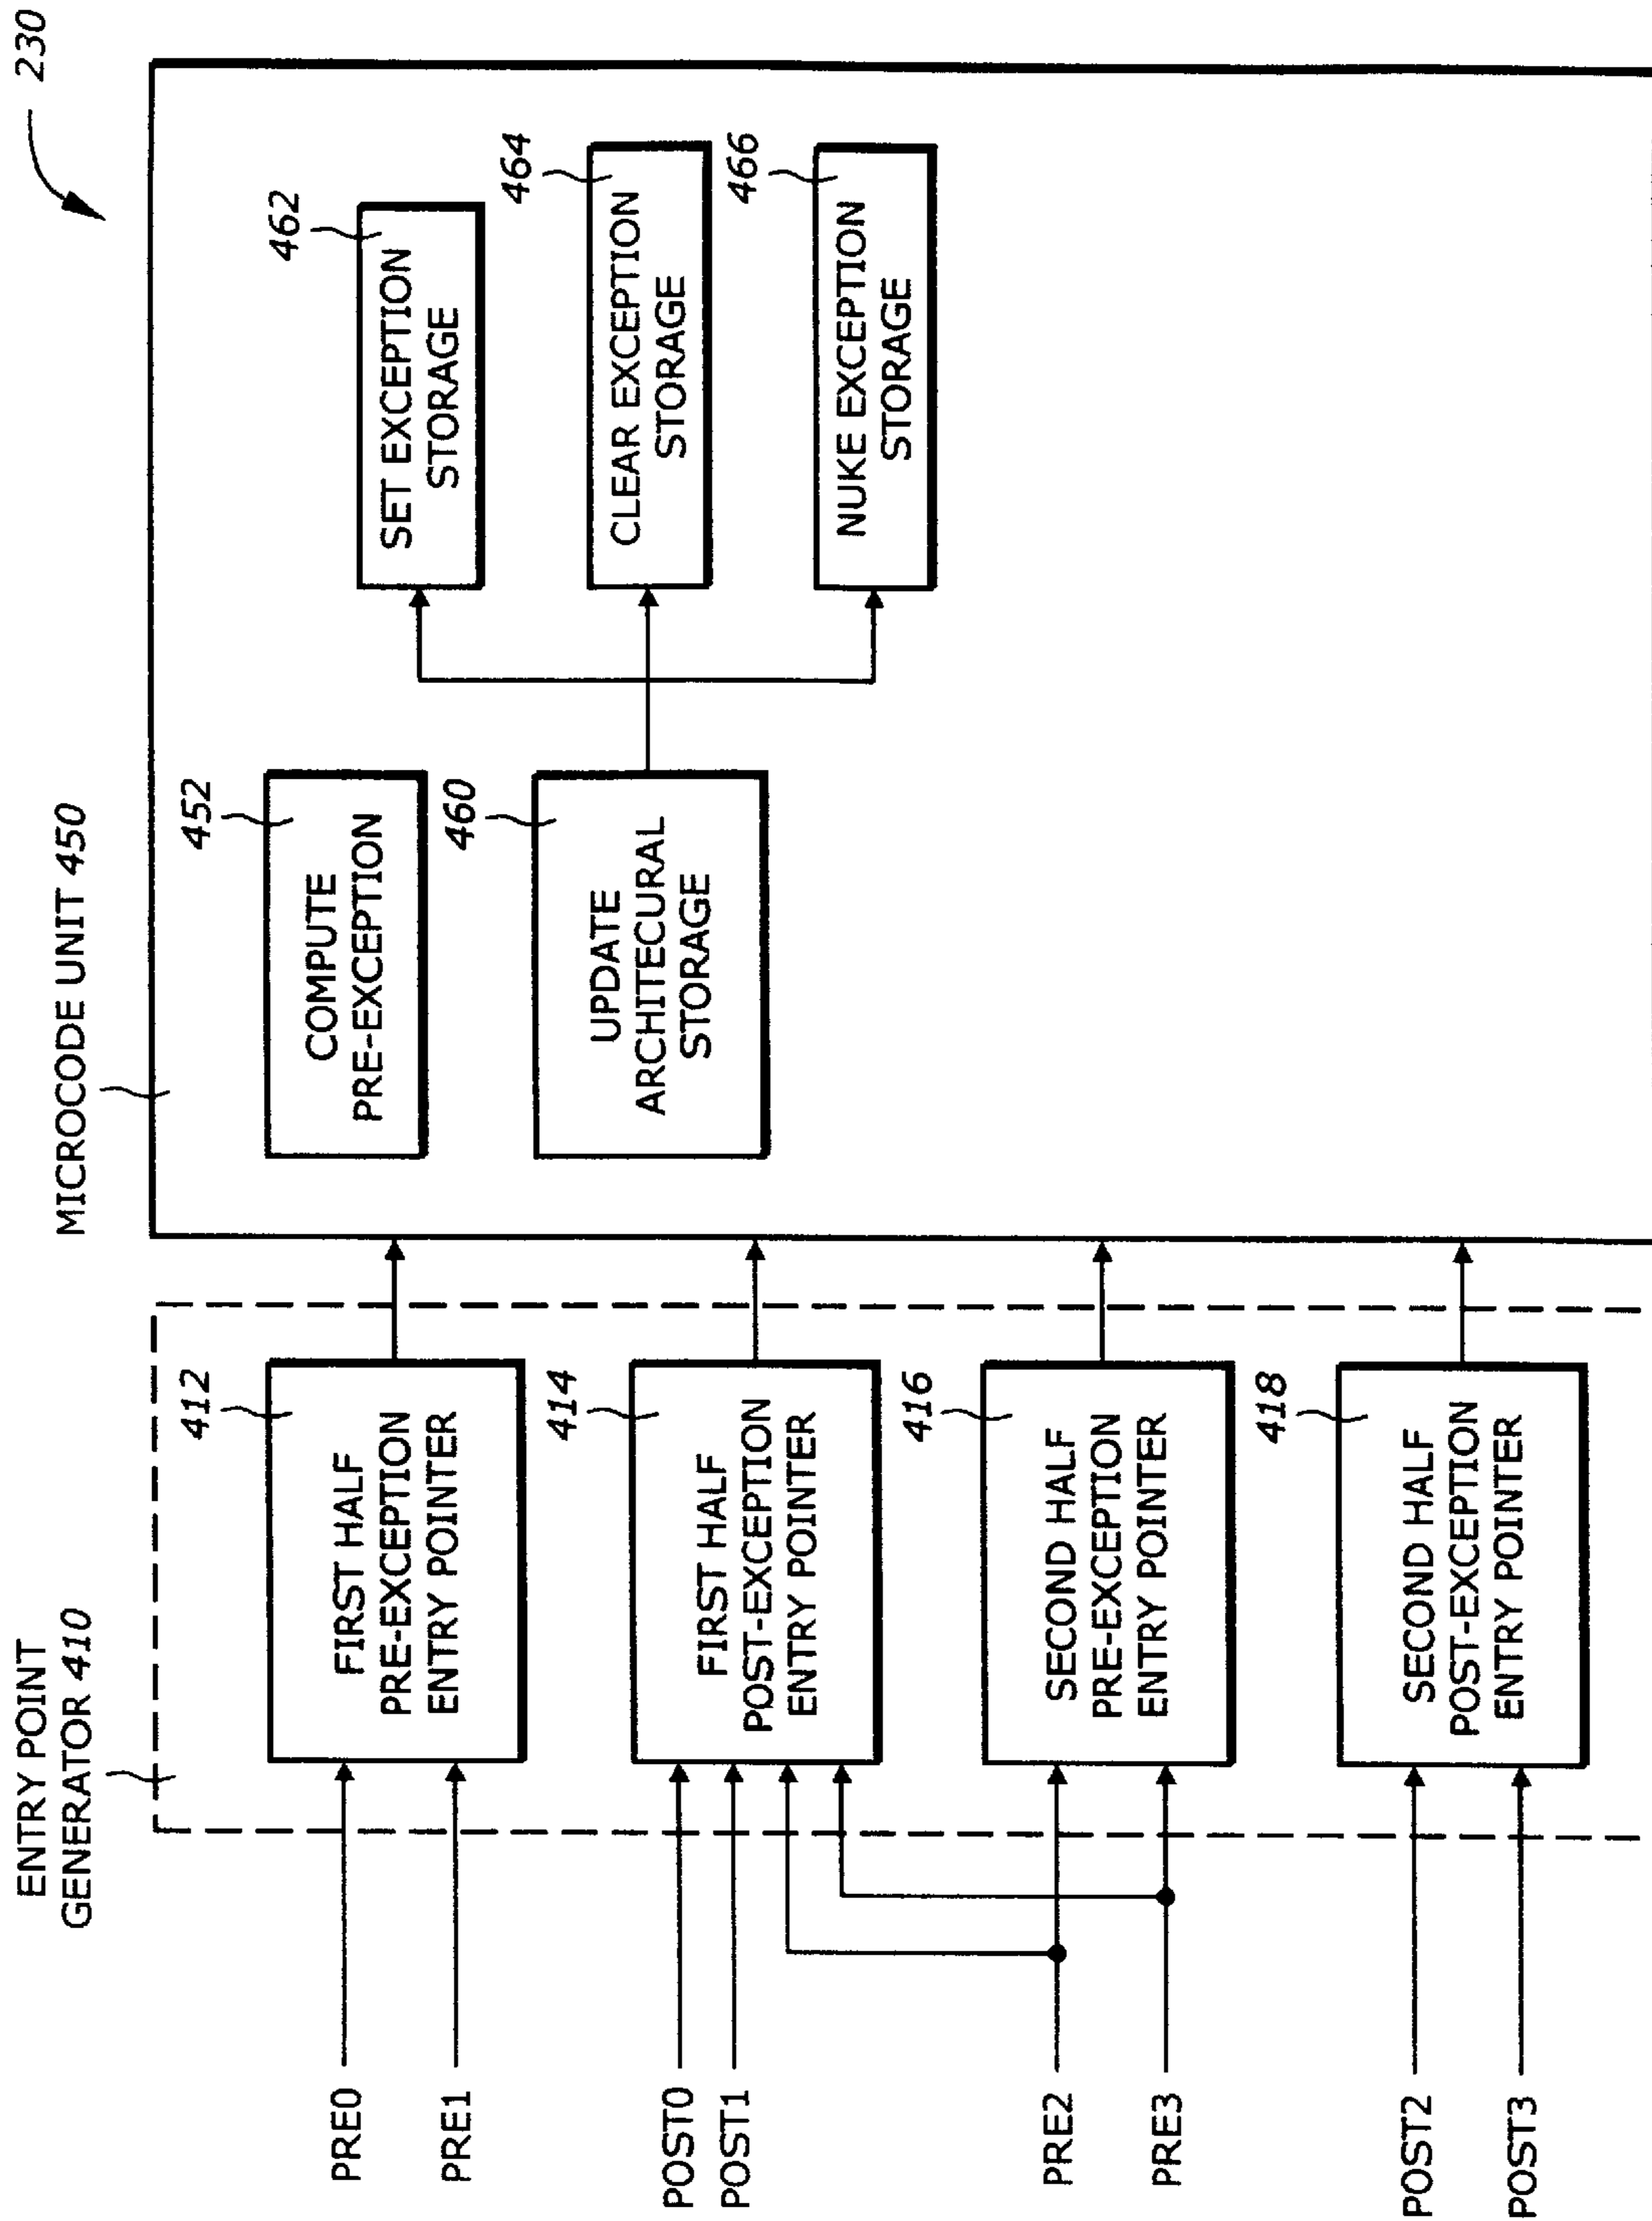 230
ENTRY POINT
GENERATOR 410
MICROCODE UNIT 450
PRE0
PRE1
412
FIRST HALF
PRE-EXCEPTION
ENTRY POINTER
POST0
POST1
414
FIRST HALF
POST-EXCEPTION
ENTRY POINTER
PRE2
PRE3
416
SECOND HALF
PRE-EXCEPTION
ENTRY POINTER
POST2
POST3
418
SECOND HALF
POST-EXCEPTION
ENTRY POINTER
452
COMPUTE
PRE-EXCEPTION
460
UPDATE
ARCHITECURAL
STORAGE
462
SET EXCEPTION
STORAGE
464
CLEAR EXCEPTION
STORAGE
466
NUKE EXCEPTION
STORAGE